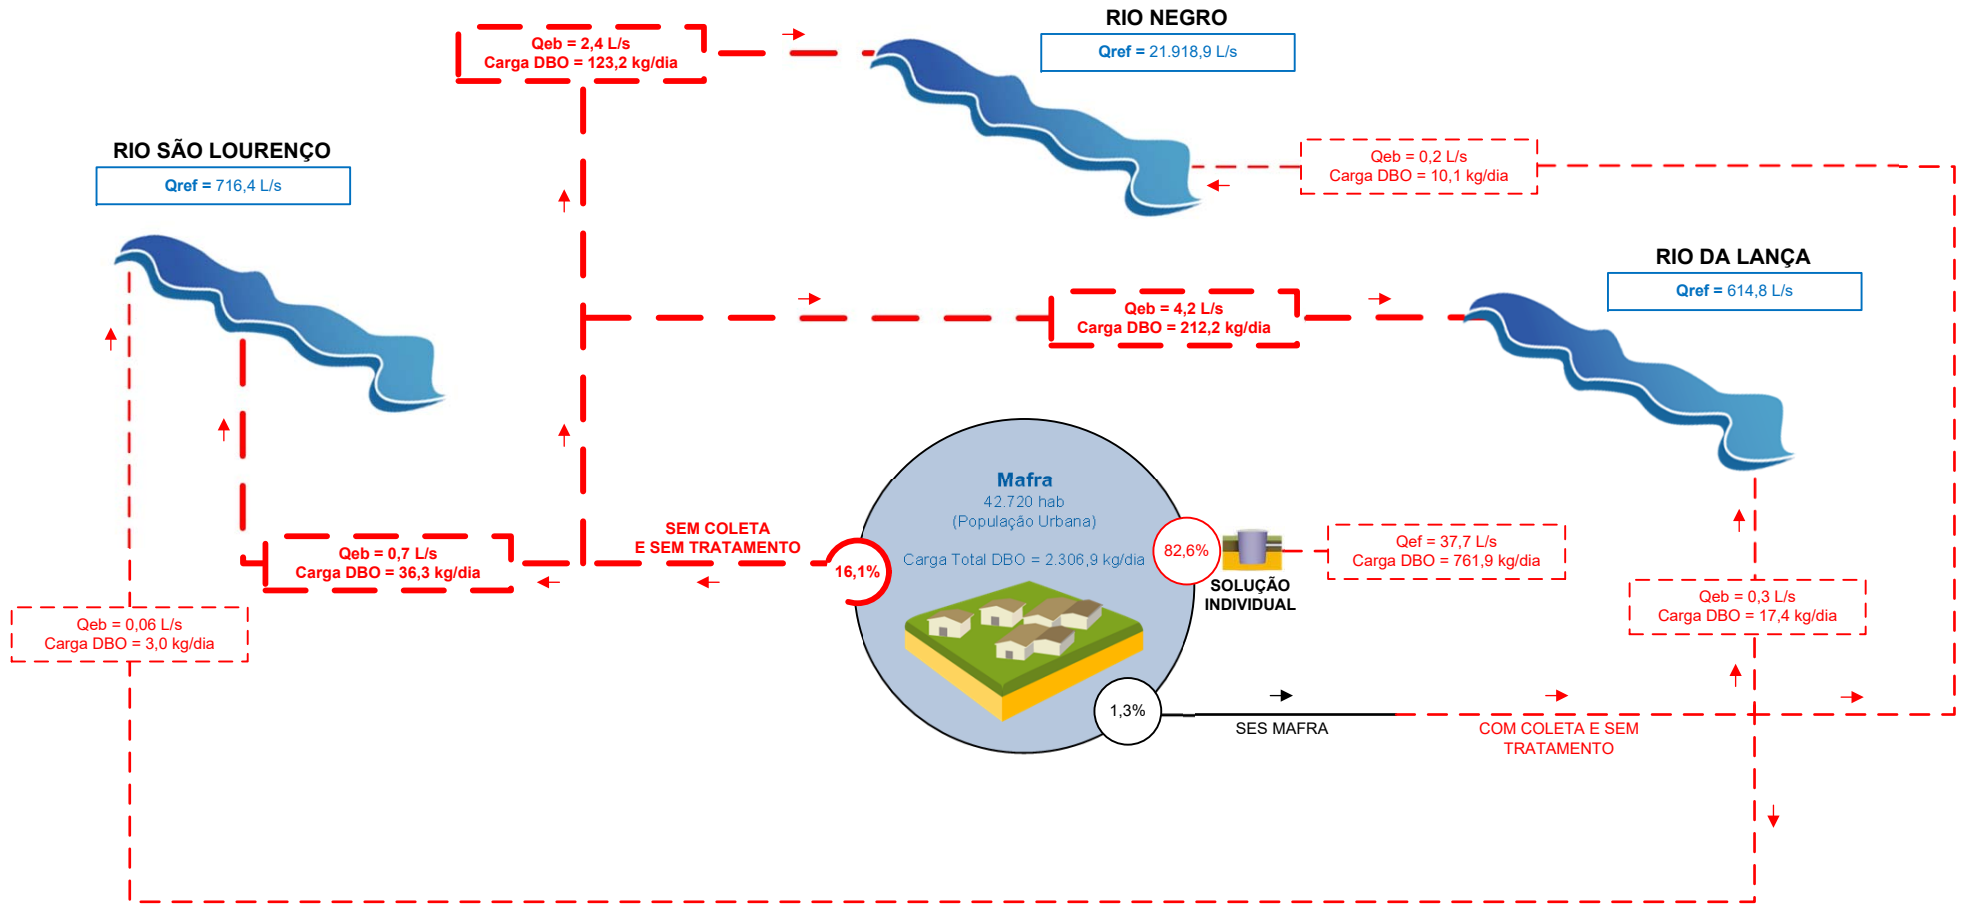 RIO NEGRO
Qref = 21.918,9 L/s
Qeb = 2,4 L/s
Carga DBO = 123,2 kg/dia
RIO SÃO LOURENÇO
Qref = 716,4 L/s
Qeb = 0,2 L/s
Carga DBO = 10,1 kg/dia
RIO DA LANÇA
Qref = 614,8 L/s
Qeb = 4,2 L/s
Carga DBO = 212,2 kg/dia
Mafra
42.720 hab
(População Urbana)
Carga Total DBO = 2.306,9 kg/dia
SEM COLETA
E SEM TRATAMENTO
16,1%
Qeb = 0,7 L/s
Carga DBO = 36,3 kg/dia
82,6%
SOLUÇÃO
INDIVIDUAL
Qef = 37,7 L/s
Carga DBO = 761,9 kg/dia
Qeb = 0,06 L/s
Carga DBO = 3,0 kg/dia
Qeb = 0,3 L/s
Carga DBO = 17,4 kg/dia
1,3%
SES MAFRA
COM COLETA E SEM
TRATAMENTO